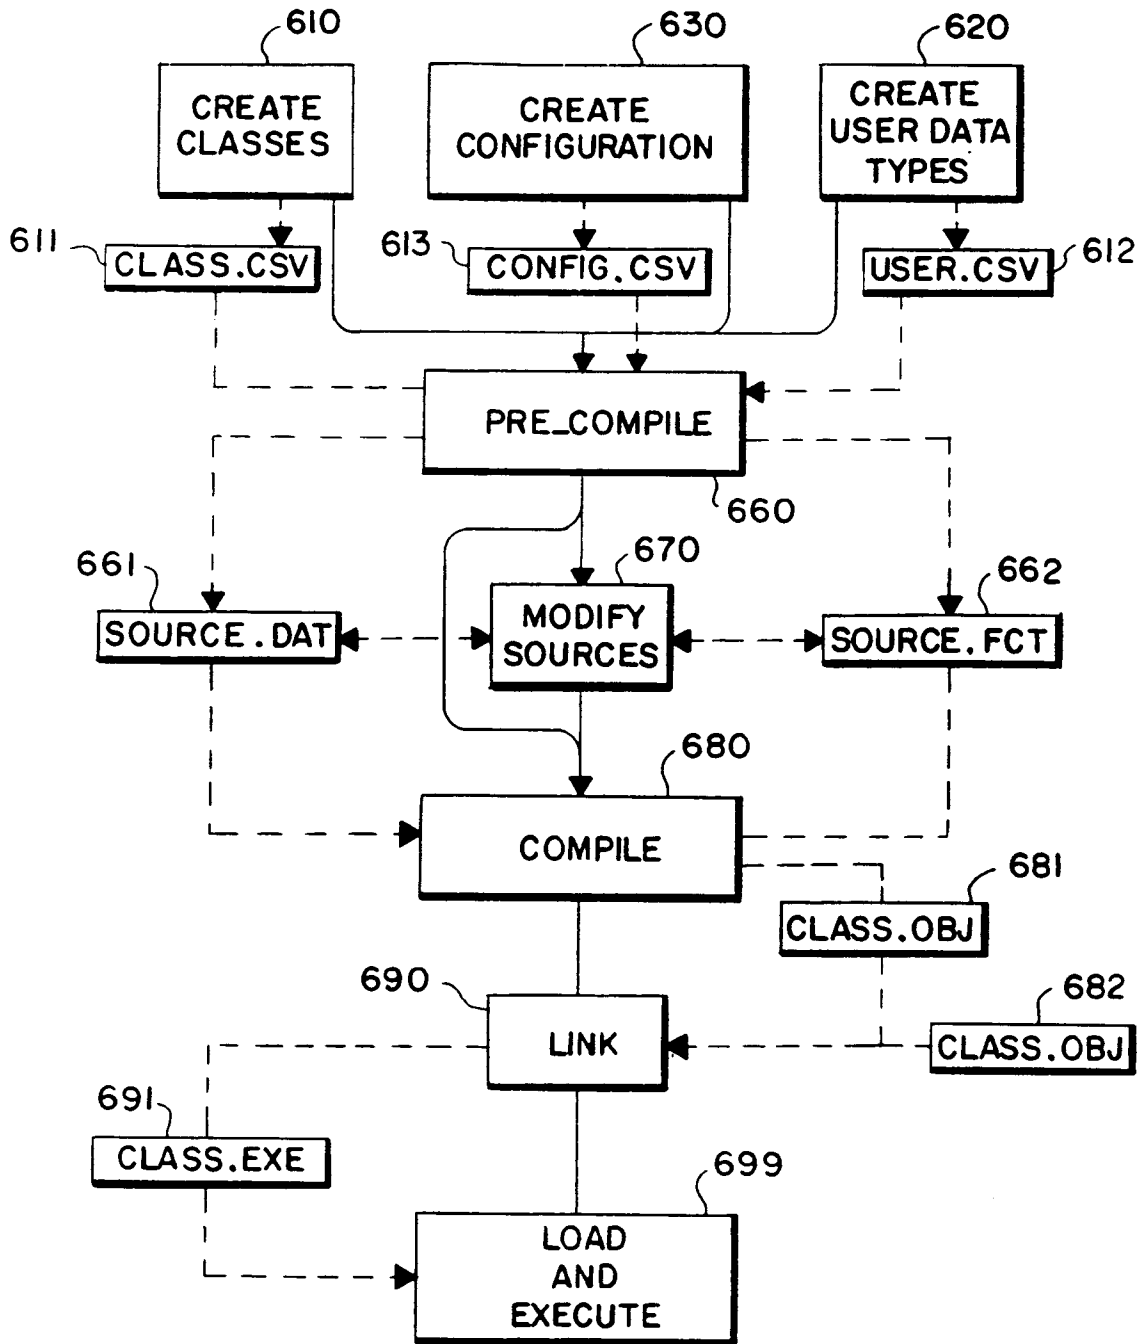 610
630
620
CREATE
CLASSES
CREATE
CONFIGURATION
CREATE
USER DATA
TYPES
611
CLASS.CSV
613
CONFIG.CSV
USER.CSV
612
PRE_COMPILE
660
661
670
662
SOURCE.DAT
MODIFY
SOURCES
SOURCE.FCT
680
COMPILE
681
CLASS.OBJ
690
682
LINK
CLASS.OBJ
691
CLASS.EXE
699
LOAD
AND
EXECUTE